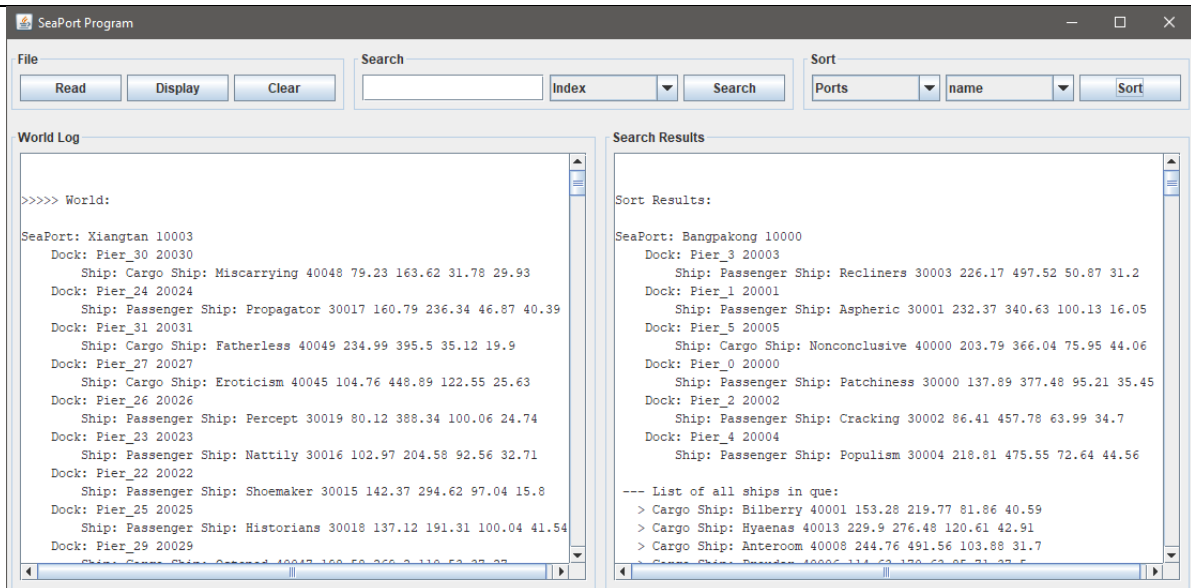 SeaPort Program
File
Search
Sort
Read
Display
Clear
Index
Search
Ports
name
Sort
World Log
>>>>> World:
SeaPort: Xiangtan 10003
Dock: Pier_30 20030
Ship: Cargo Ship: Miscarrying 40048 79.23 163.62 31.78 29.93
Dock: Pier_24 20024
Ship: Passenger Ship: Propagator 30017 160.79 236.34 46.87 40.39
Dock: Pier_31 20031
Ship: Cargo Ship: Fatherless 40049 234.99 395.5 35.12 19.9
Dock: Pier_27 20027
Ship: Cargo Ship: Eroticism 40045 104.76 448.89 122.55 25.63
Dock: Pier_26 20026
Ship: Passenger Ship: Percept 30019 80.12 388.34 100.06 24.74
Dock: Pier_23 20023
Ship: Passenger Ship: Nattily 30016 102.97 204.58 92.56 32.71
Dock: Pier_22 20022
Ship: Passenger Ship: Shoemaker 30015 142.37 294.62 97.04 15.8
Dock: Pier_25 20025
Ship: Passenger Ship: Historians 30018 137.12 191.31 100.04 41.54
Dock: Pier_29 20029
Search Results
Sort Results:
SeaPort: Bangpakong 10000
Dock: Pier_3 20003
Ship: Passenger Ship: Recliners 30003 226.17 497.52 50.87 31.2
Dock: Pier_1 20001
Ship: Passenger Ship: Aspheric 30001 232.37 340.63 100.13 16.05
Dock: Pier_5 20005
Ship: Cargo Ship: Nonconclusive 40000 203.79 366.04 75.95 44.06
Dock: Pier_0 20000
Ship: Passenger Ship: Patchiness 30000 137.89 377.48 95.21 35.45
Dock: Pier_2 20002
Ship: Passenger Ship: Cracking 30002 86.41 457.78 63.99 34.7
Dock: Pier_4 20004
Ship: Passenger Ship: Populism 30004 218.81 475.55 72.64 44.56
--- List of all ships in que:
> Cargo Ship: Bilberry 40001 153.28 219.77 81.86 40.59
> Cargo Ship: Hyaenas 40013 229.9 276.48 120.61 42.91
> Cargo Ship: Anteroom 40008 244.76 491.56 103.88 31.7